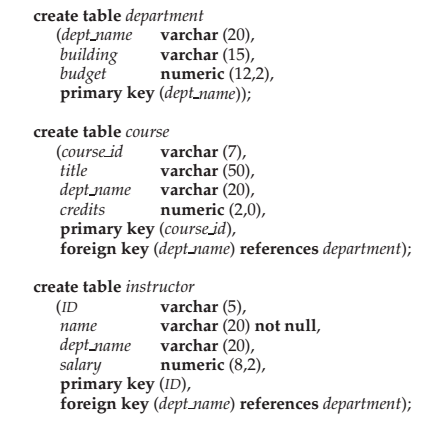 create table department
(dept_name varchar (20),
building varchar (15),
budget numeric (12,2),
primary key (dept_name));
create table course
(course_id varchar (7),
title varchar (50),
dept_name varchar (20),
credits numeric (2,0),
primary key (course_id),
foreign key (dept_name) references department);
create table instructor
(ID varchar (5),
name varchar (20) not null,
dept_name varchar (20),
salary numeric (8,2),
primary key (ID),
foreign key (dept_name) references department);